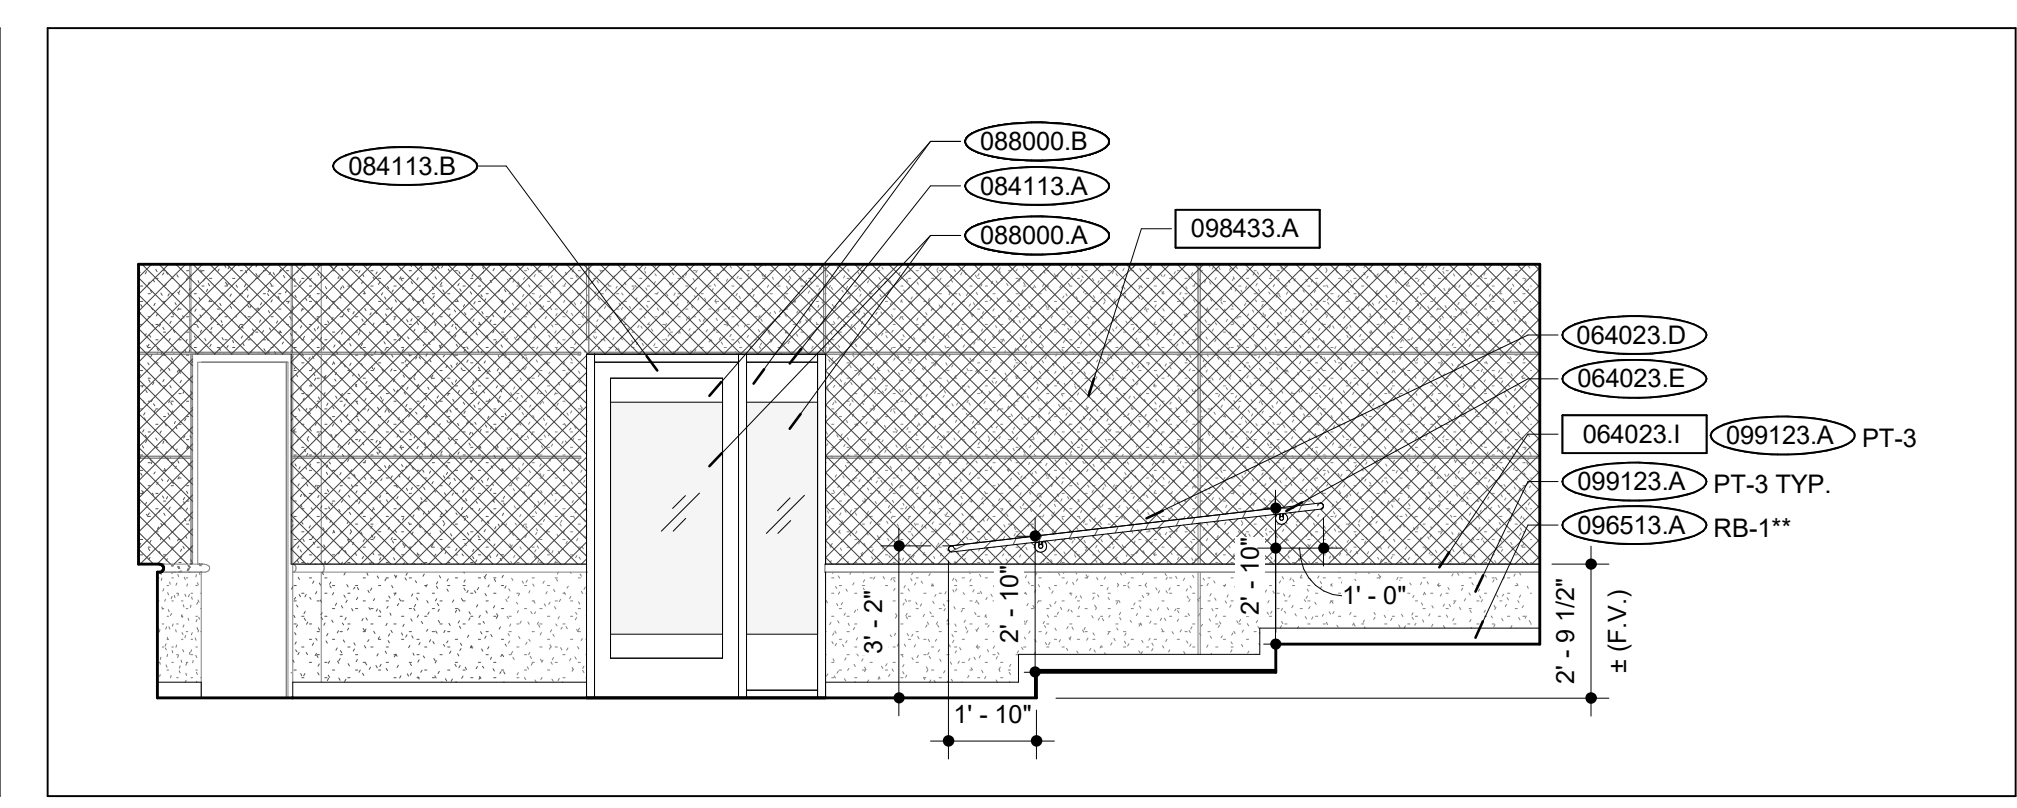 088000.B
084113.B
084113.A
088000.A
098433.A
064023.D
064023.E
064023.I 099123.A PT-3
099123.A PT-3 TYP.
096513.A RB-1**
3' - 2"
2' - 10"
2' - 10"
1' - 0"
2' - 9 1/2"
± (F.V.)
1' - 10"